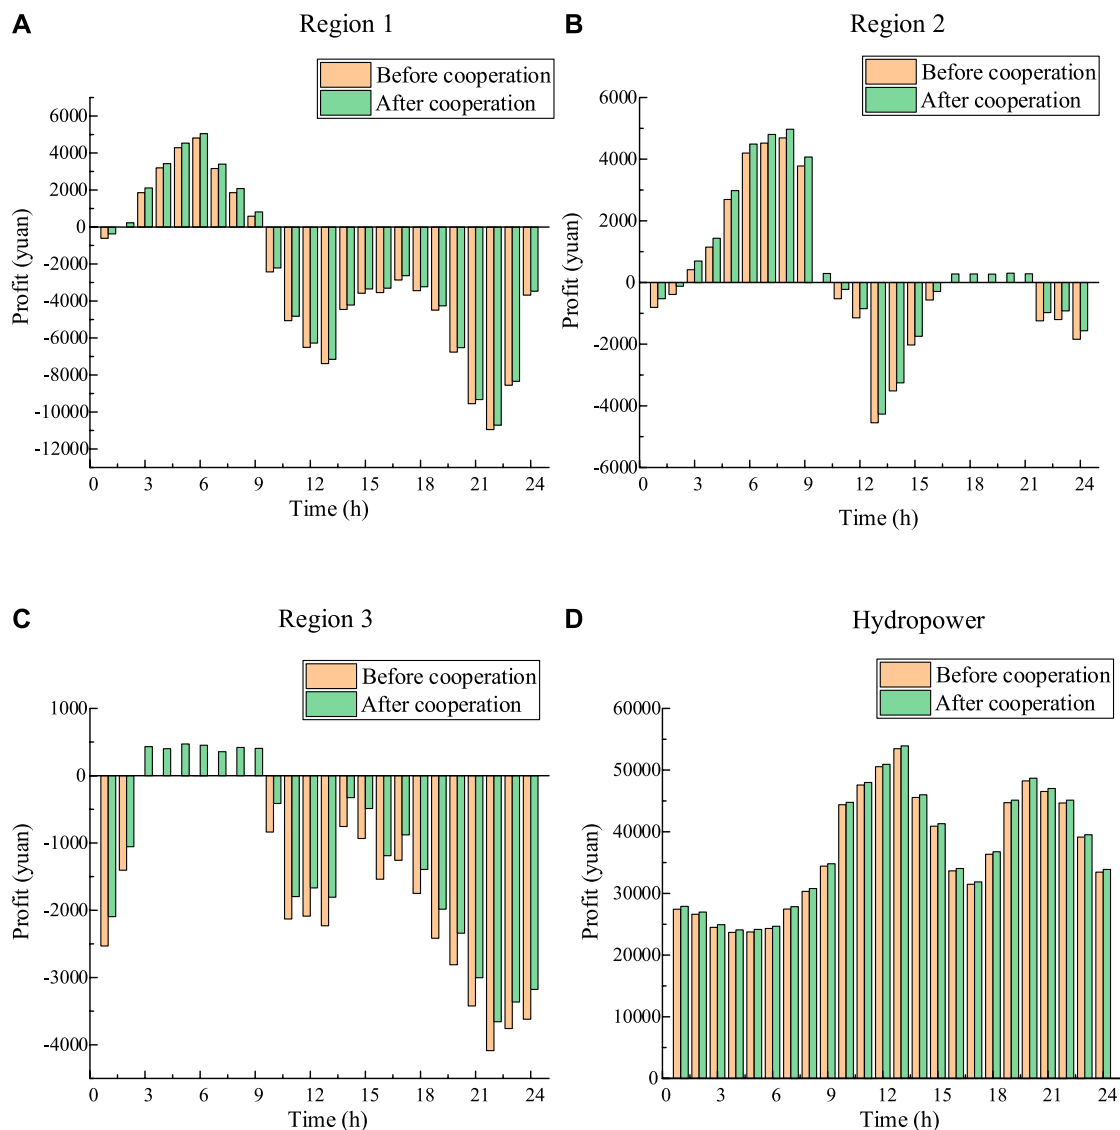 A
Region 1
Before cooperation
After cooperation
6000
4000
2000
0
-2000
-4000
-6000
-8000
-10000
-12000
Profit (yuan)
0 3 6 9 12 15 18 21 24
Time (h)
B
Region 2
Before cooperation
After cooperation
6000
4000
2000
0
-2000
-4000
-6000
Profit (yuan)
0 3 6 9 12 15 18 21 24
Time (h)
C
Region 3
Before cooperation
After cooperation
1000
0
-1000
-2000
-3000
-4000
Profit (yuan)
0 3 6 9 12 15 18 21 24
Time (h)
D
Hydropower
Before cooperation
After cooperation
60000
50000
40000
30000
20000
10000
0
Profit (yuan)
0 3 6 9 12 15 18 21 24
Time (h)